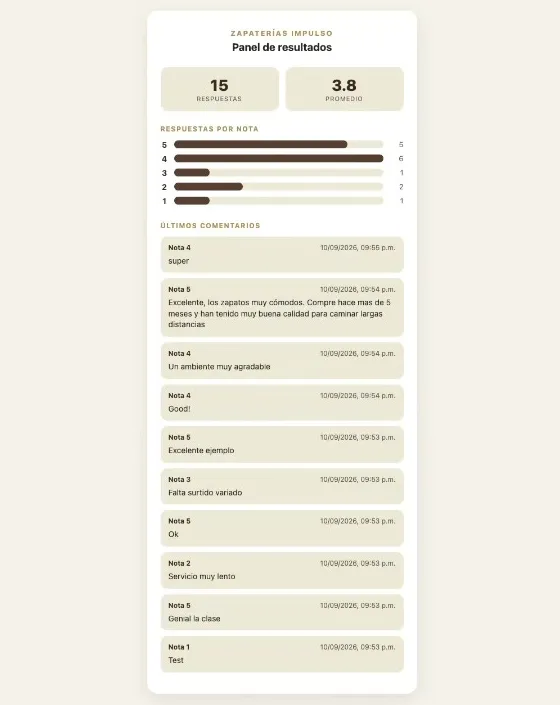 ZAPATERÍAS IMPULSO
Panel de resultados
15
RESPUESTAS
3.8
PROMEDIO
RESPUESTAS POR NOTA
5 5
4 6
3 1
2 2
1 1
ÚLTIMOS COMENTARIOS
Nota 4 10/09/2026, 09:55 p.m.
super
Nota 5 10/09/2026, 09:54 p.m.
Excelente, los zapatos muy cómodos. Compre hace mas de 5
meses y han tenido muy buena calidad para caminar largas
distancias
Nota 4 10/09/2026, 09:54 p.m.
Un ambiente muy agradable
Nota 4 10/09/2026, 09:54 p.m.
Good!
Nota 5 10/09/2026, 09:53 p.m.
Excelente ejemplo
Nota 3 10/09/2026, 09:53 p.m.
Falta surtido variado
Nota 5 10/09/2026, 09:53 p.m.
Ok
Nota 2 10/09/2026, 09:53 p.m.
Servicio muy lento
Nota 5 10/09/2026, 09:53 p.m.
Genial la clase
Nota 1 10/09/2026, 09:53 p.m.
Test